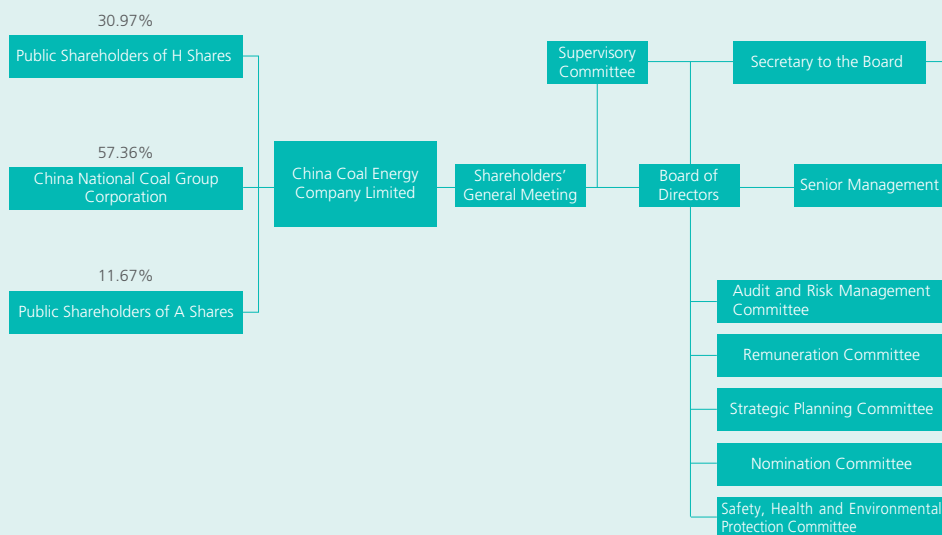 30.97%
Public Shareholders of H Shares
57.36%
China National Coal Group
Corporation
11.67%
Public Shareholders of A Shares
China Coal Energy
Company Limited
Shareholders'
General Meeting
Supervisory
Committee
Board of
Directors
Secretary to the Board
Senior Management
Audit and Risk Management
Committee
Remuneration Committee
Strategic Planning Committee
Nomination Committee
Safety, Health and Environmental
Protection Committee